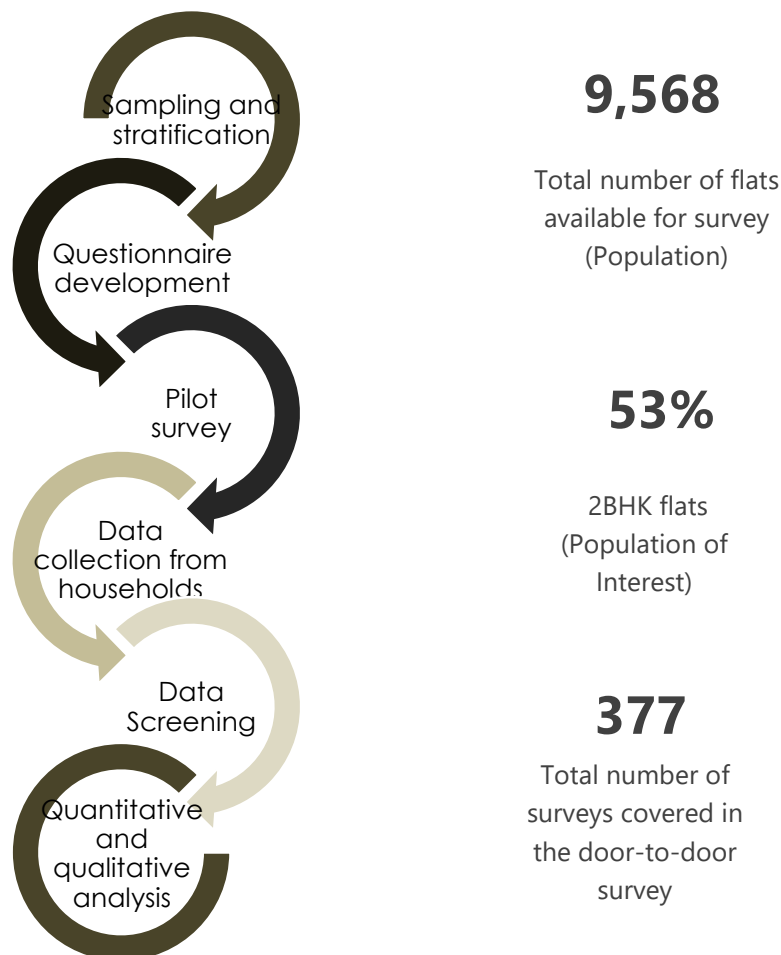 Sampling and
stratification
Questionnaire
development
Pilot
survey
Data
collection from
households
Data
Screening
Quantitative
and
qualitative
analysis
9,568
Total number of flats
available for survey
(Population)
53%
2BHK flats
(Population of
Interest)
377
Total number of
surveys covered in
the door-to-door
survey